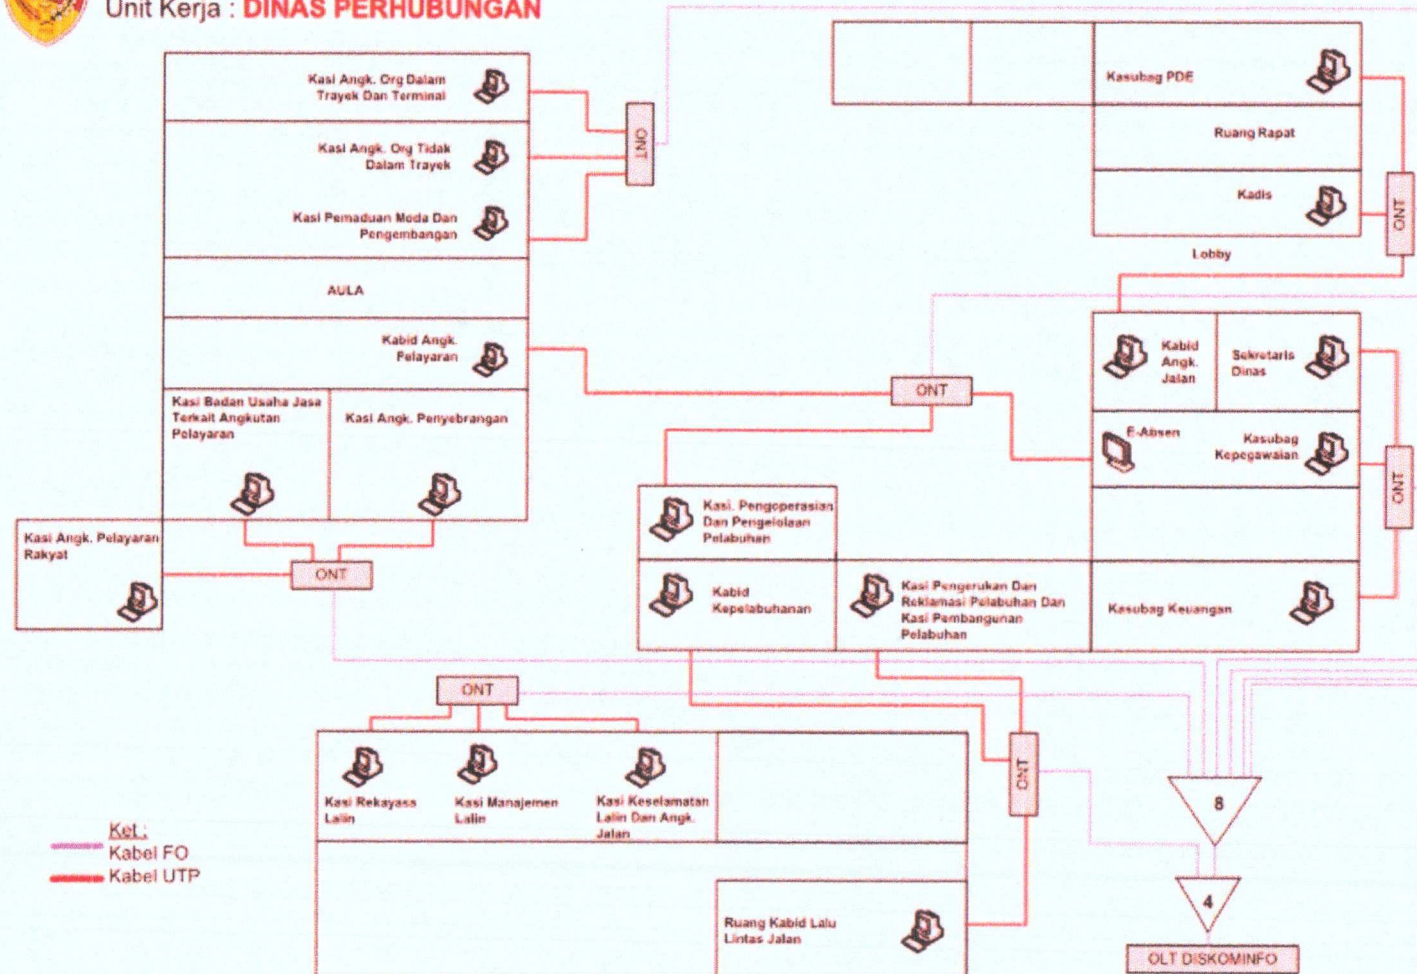 Unit Kerja : DINAS PERHUBUNGAN
Kasi Angk. Org Dalam
Trayek Dan Terminal
Kasi Angk. Org Tidak
Dalam Trayek
Kasi Pemaduan Moda Dan
Pengembangan
AULA
Kabid Angk.
Pelayaran
Kasi Badan Usaha Jasa
Terkait Angkutan
Pelayaran
Kasi Angk. Penyebrangan
Kasi Angk. Pelayaran
Rakyat
ONT
ONT
Kasubag PDE
Ruang Rapat
Kadis
ONT
Lobby
Kabid
Angk.
Jalan
Sekretaris
Dinas
ONT
E-Absen
Kasubag
Kepegawaian
ONT
Kasi. Pengoperasian
Dan Pengelolaan
Pelabuhan
Kabid
Kepelabuhanan
Kasi Pengerukan Dan
Reklamasi Pelabuhan Dan
Kasi Pembangunan
Pelabuhan
Kasubag Keuangan
ONT
Kasi Rekayasa
Lalin
Kasi Manajemen
Lalin
Kasi Keselamatan
Lalin Dan Angk.
Jalan
ONT
Ruang Kabid Lalu
Lintas Jalan
8
4
OLT DISKOMINFO
Ket :
Kabel FO
Kabel UTP